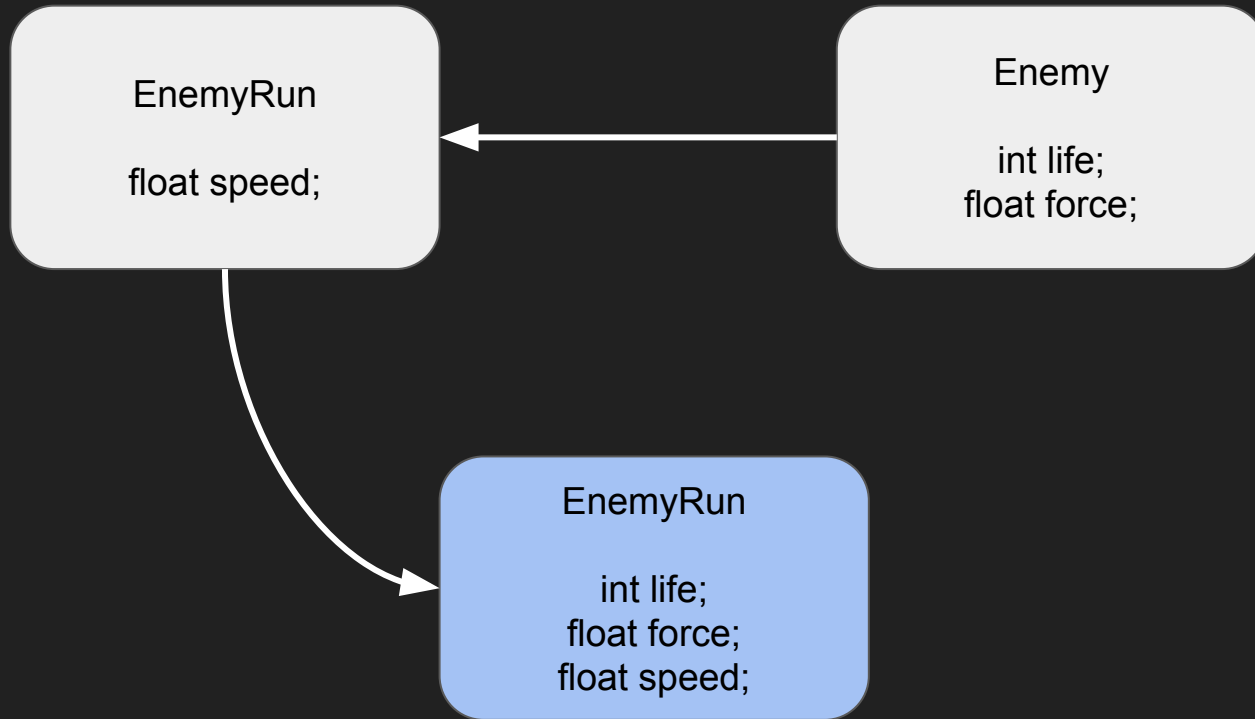 EnemyRun
float speed;
Enemy
int life;
float force;
EnemyRun
int life;
float force;
float speed;